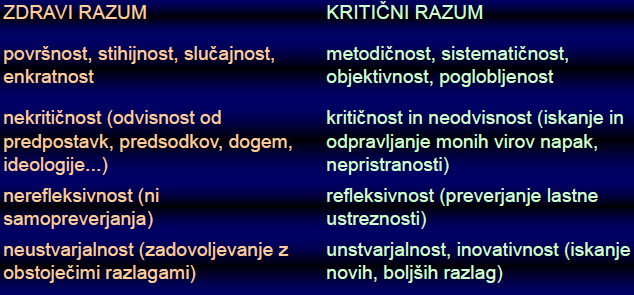 ZDRAVI RAZUM
KRITIČNI RAZUM
površnost, stihijnost, slučajnost,
enkratnost
metodičnost, sistematičnost,
objektivnost, poglobljenost
nekritičnost (odvisnost od
predpostavk, predsodkov, dogem,
ideologije...)
kritičnost in neodvisnost (iskanje in
odpravljanje monih virov napak,
nepristranosti)
nerefleksivnost (ni
samopreverjanja)
refleksivnost (preverjanje lastne
ustreznosti)
neustvarjalnost (zadovoljevanje z
obstoječimi razlagami)
unstvarjalnost, inovativnost (iskanje
novih, boljših razlag)